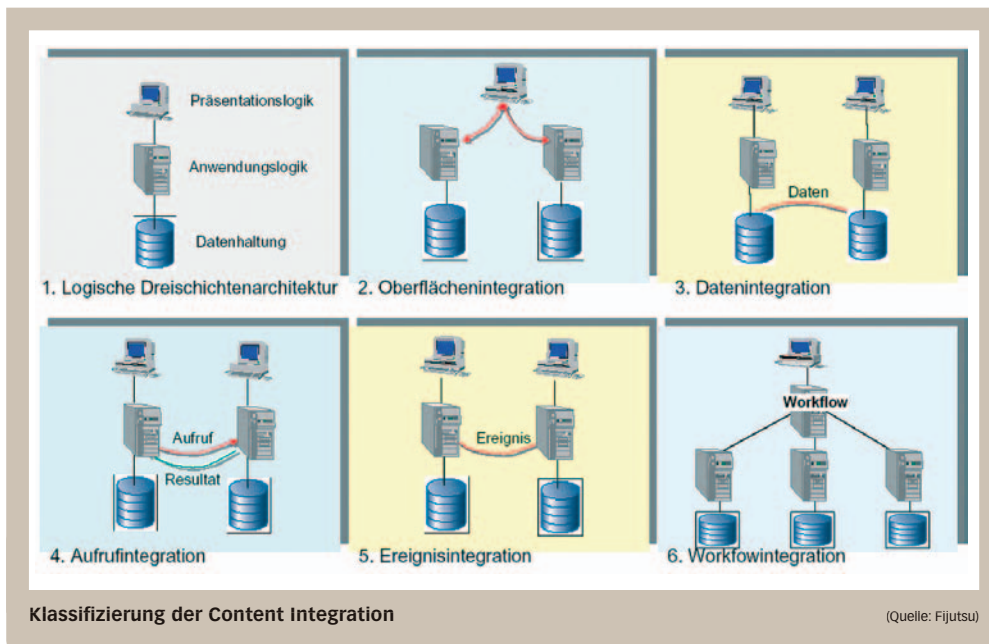 Präsentationslogik
Anwendungslogik
Datenhaltung
1. Logische Dreischichtenarchitektur
2. Oberflächenintegration
Daten
3. Datenintegration
Aufruf
Resultat
4. Aufrufintegration
Ereignis
5. Ereignisintegration
Workflow
6. Workfowintegration
Klassifizierung der Content Integration
(Quelle: Fijutsu)